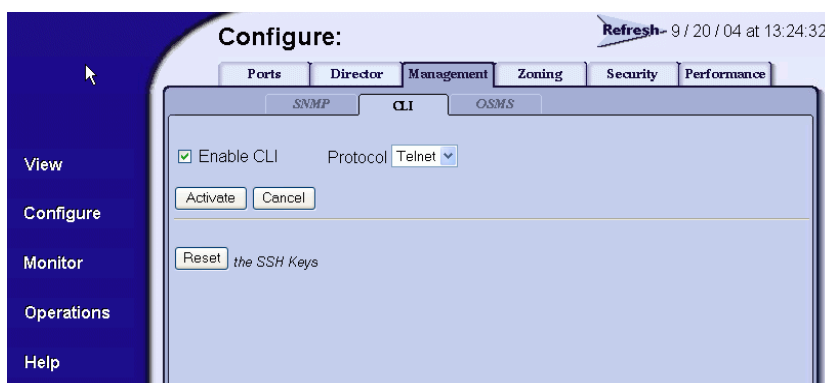 Configure:
Refresh- 9 / 20 / 04 at 13:24:32
Ports Director Management Zoning Security Performance
SNMP CLI OSMS
Enable CLI Protocol Telnet
Activate Cancel
Reset the SSH Keys
View
Configure
Monitor
Operations
Help